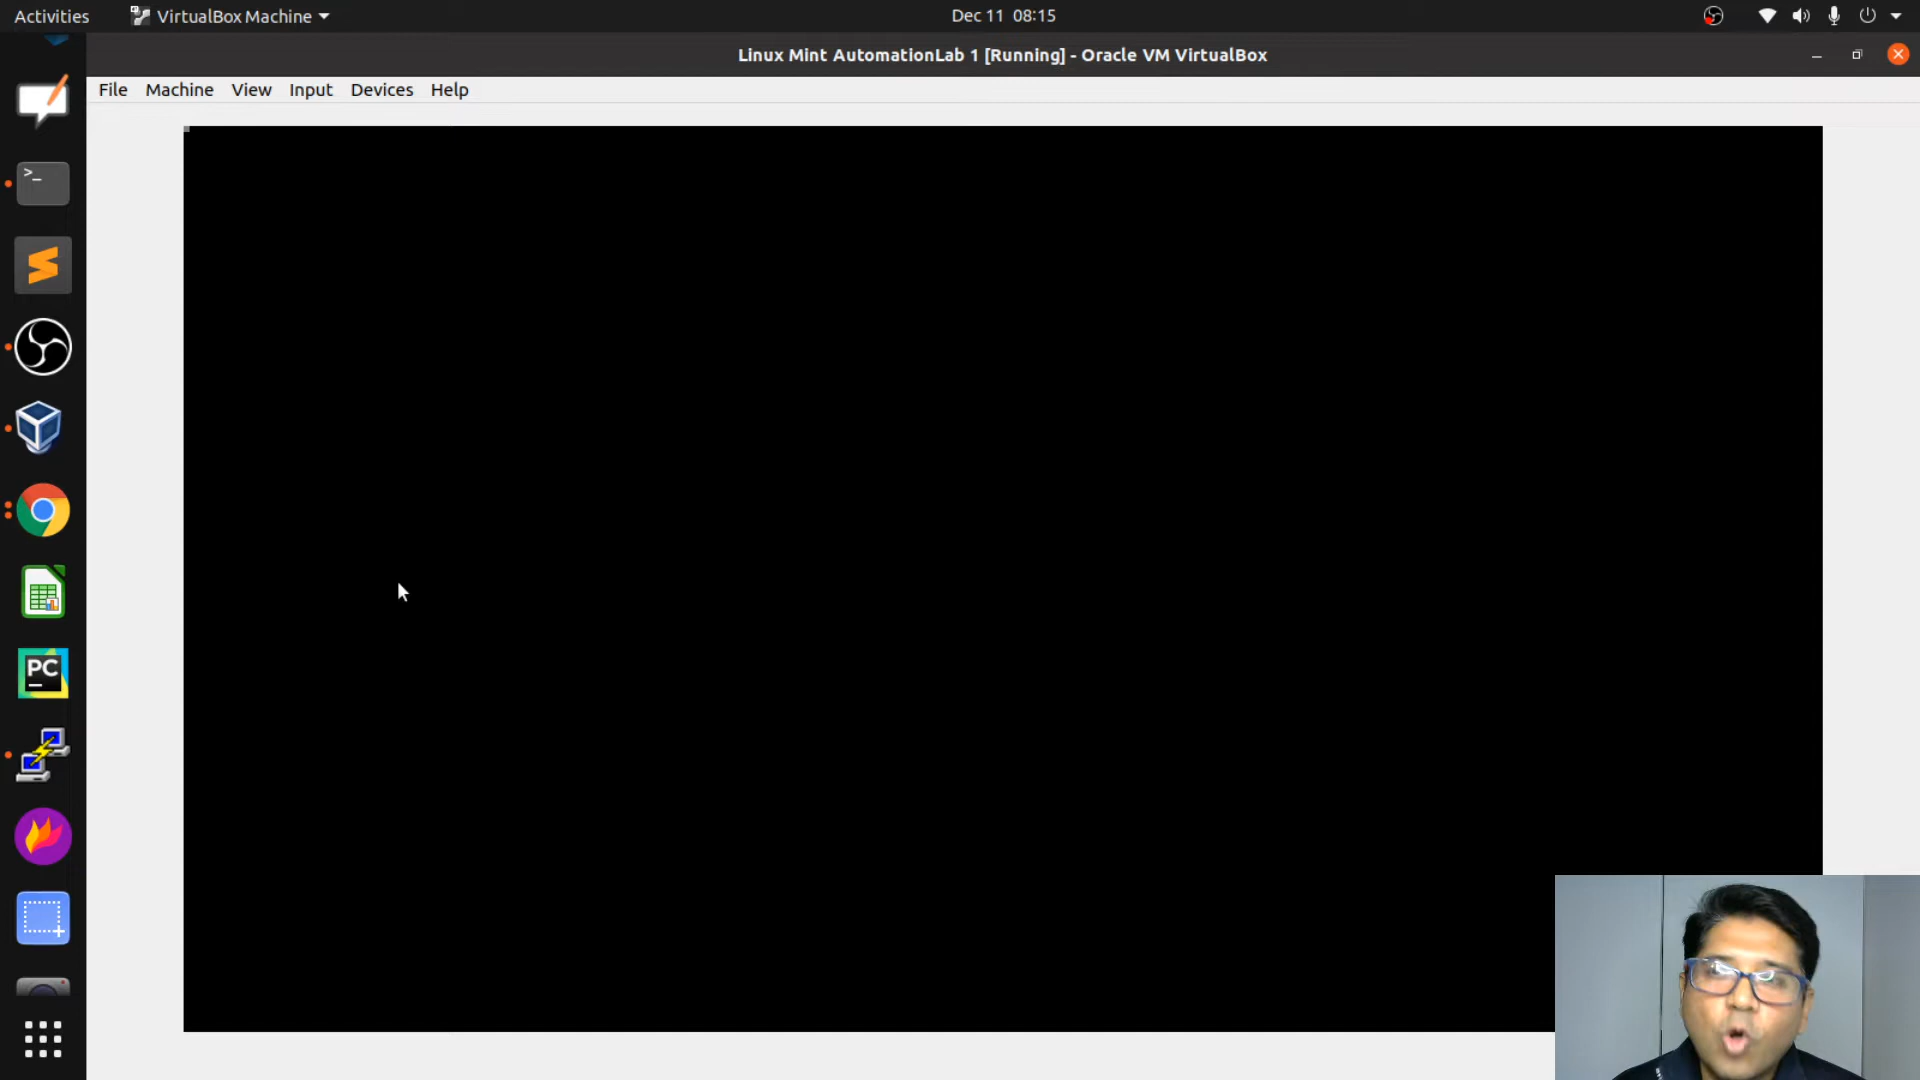 Activities
VirtualBox Machine
Dec 11 08:15
Linux Mint AutomationLab 1 [Running] - Oracle VM VirtualBox
File Machine View Input Devices Help
>_
PC